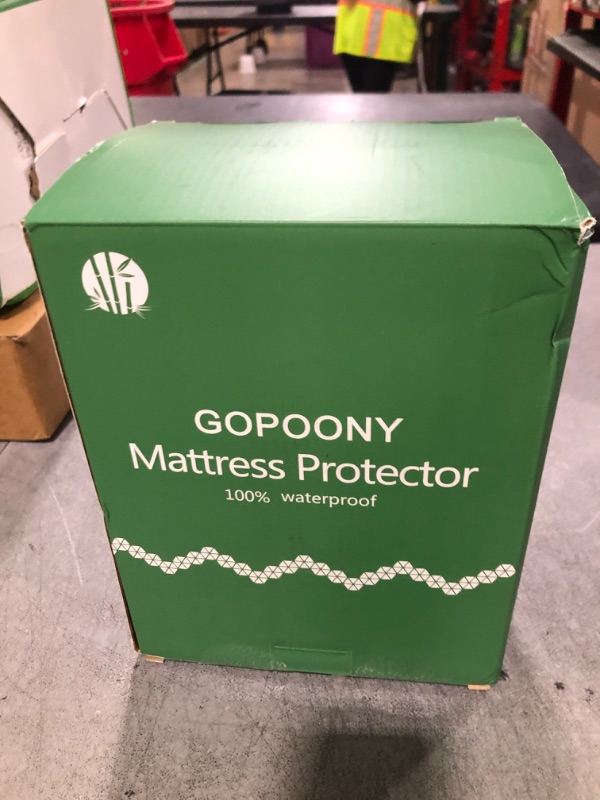 GOPOONY
Mattress Protector
100% waterproof